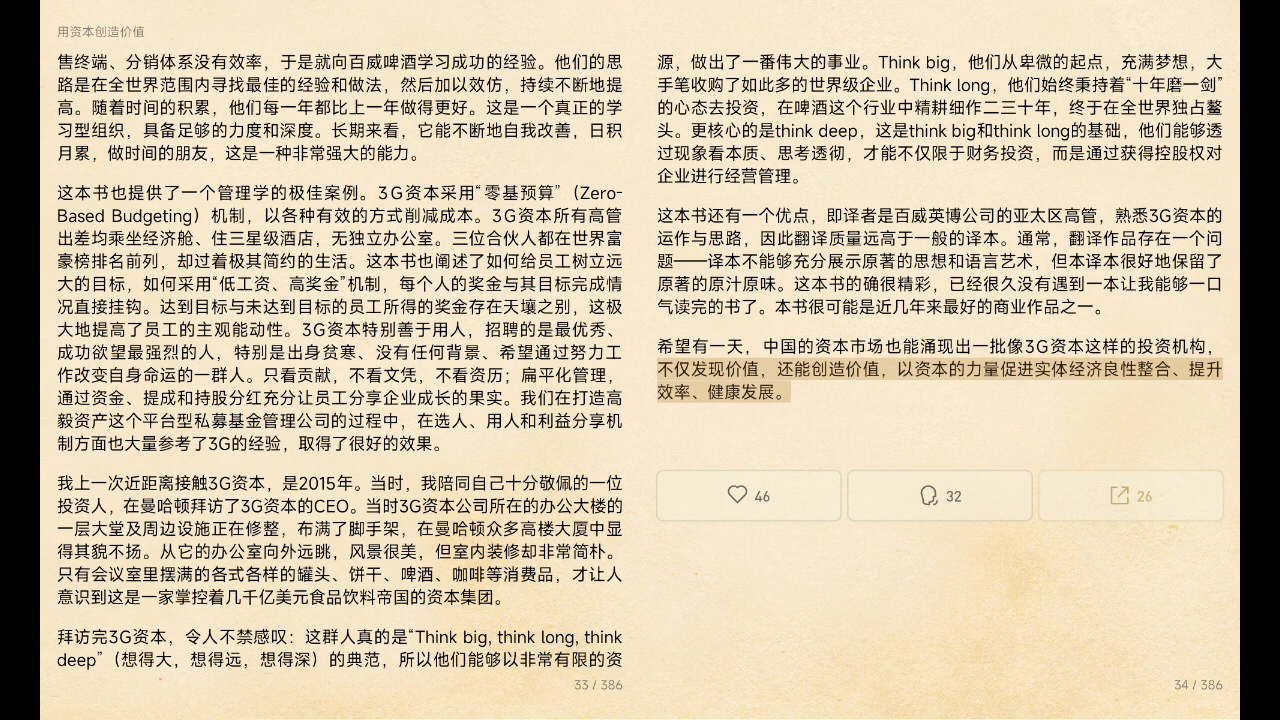 用资本创造价值
售终端、分销体系没有效率，于是就向百威啤酒学习成功的经验。他们的思
路是在全世界范围内寻找最佳的经验和做法，然后加以效仿，持续不断地提
高。随着时间的积累，他们每一年都比上一年做得更好。这是一个真正的学
习型组织，具备足够的力度和深度。长期来看，它能不断地自我改善，日积
月累，做时间的朋友，这是一种非常强大的能力。
这本书也提供了一个管理学的极佳案例。3G资本采用“零基预算”（Zero-
Based Budgeting）机制，以各种有效的方式削减成本。3G资本所有高管
出差均乘坐经济舱、住三星级酒店，无独立办公室。三位合伙人都在世界富
豪榜排名前列，却过着极其简约的生活。这本书也阐述了如何给员工树立远
大的目标，如何采用“低工资、高奖金”机制，每个人的奖金与其目标完成情
况直接挂钩。达到目标与未达到目标的员工所得的奖金存在天壤之别，这极
大地提高了员工的主观能动性。3G资本特别善于用人，招聘的是最优秀、
成功欲望最强烈的人，特别是出身贫寒、没有任何背景、希望通过努力工
作改变自身命运的一群人。只看贡献，不看文凭，不看资历；扁平化管理，
通过资金、提成和持股分红充分让员工分享企业成长的果实。我们在打造高
毅资产这个平台型私募基金管理公司的过程中，在选人、用人和利益分享机
制方面也大量参考了3G的经验，取得了很好的效果。
我上一次近距离接触3G资本，是2015年。当时，我陪同自己十分敬佩的一位
投资人，在曼哈顿拜访了3G资本的CEO。当时3G资本公司所在的办公大楼的
一层大堂及周边设施正在修整，布满了脚手架，在曼哈顿众多高楼大厦中显
得其貌不扬。从它的办公室向外远眺，风景很美，但室内装修却非常简朴。
只有会议室里摆满的各式各样的罐头、饼干、啤酒、咖啡等消费品，才让人
意识到这是一家掌控着几千亿美元食品饮料帝国的资本集团。
拜访完3G资本，令人不禁感叹：这群人真的是“Think big, think long, think
deep”（想得大，想得远，想得深）的典范，所以他们能够以非常有限的资
33 / 386
源，做出了一番伟大的事业。Think big，他们从卑微的起点，充满梦想，大
手笔收购了如此多的世界级企业。Think long，他们始终秉持着“十年磨一剑”
的心态去投资，在啤酒这个行业中精耕细作二三十年，终于在全世界独占鳌
头。更核心的是think deep，这是think big和think long的基础，他们能够透
过现象看本质、思考透彻，才能不仅限于财务投资，而是通过获得控股权对
企业进行经营管理。
这本书还有一个优点，即译者是百威英博公司的亚太区高管，熟悉3G资本的
运作与思路，因此翻译质量远高于一般的译本。通常，翻译作品存在一个问
题——译本不能够充分展示原著的思想和语言艺术，但本译本很好地保留了
原著的原汁原味。这本书的确很精彩，已经很久没有遇到一本让我能够一口
气读完的书了。本书很可能是近几年来最好的商业作品之一。
希望有一天，中国的资本市场也能涌现出一批像3G资本这样的投资机构，
不仅发现价值，还能创造价值，以资本的力量促进实体经济良性整合、提升
效率、健康发展。
46
32
26
34 / 386